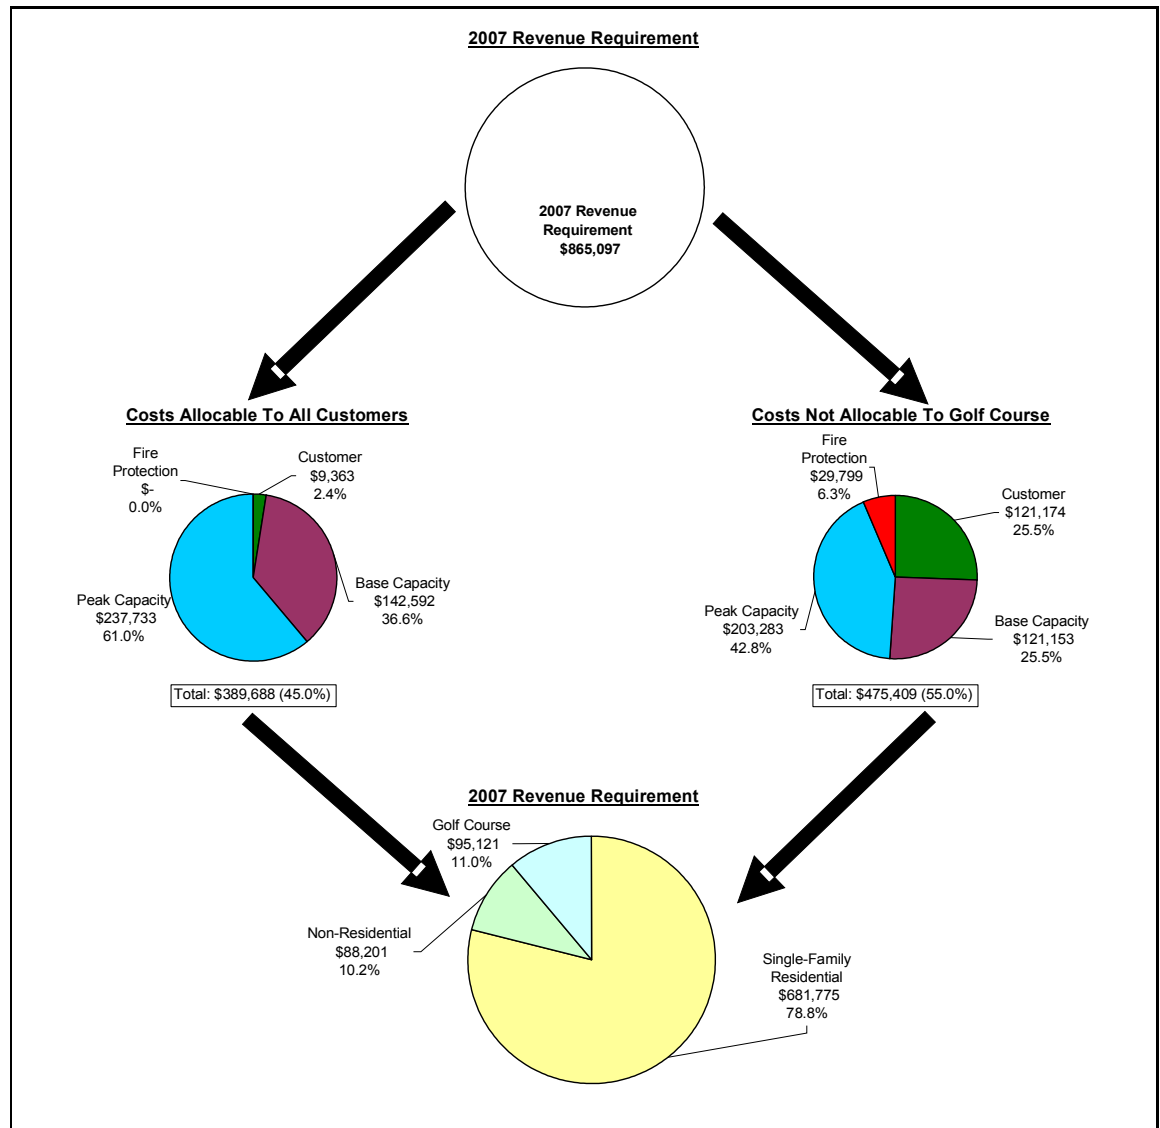 2007 Revenue Requirement
2007 Revenue
Requirement
$865,097
Costs Allocable To All Customers
Fire
Protection
$-
0.0%
Customer
$9,363
2.4%
Base Capacity
$142,592
36.6%
Peak Capacity
$237,733
61.0%
Total: $389,688 (45.0%)
Costs Not Allocable To Golf Course
Fire
Protection
$29,799
6.3%
Customer
$121,174
25.5%
Base Capacity
$121,153
25.5%
Peak Capacity
$203,283
42.8%
Total: $475,409 (55.0%)
2007 Revenue Requirement
Golf Course
$95,121
11.0%
Non-Residential
$88,201
10.2%
Single-Family
Residential
$681,775
78.8%